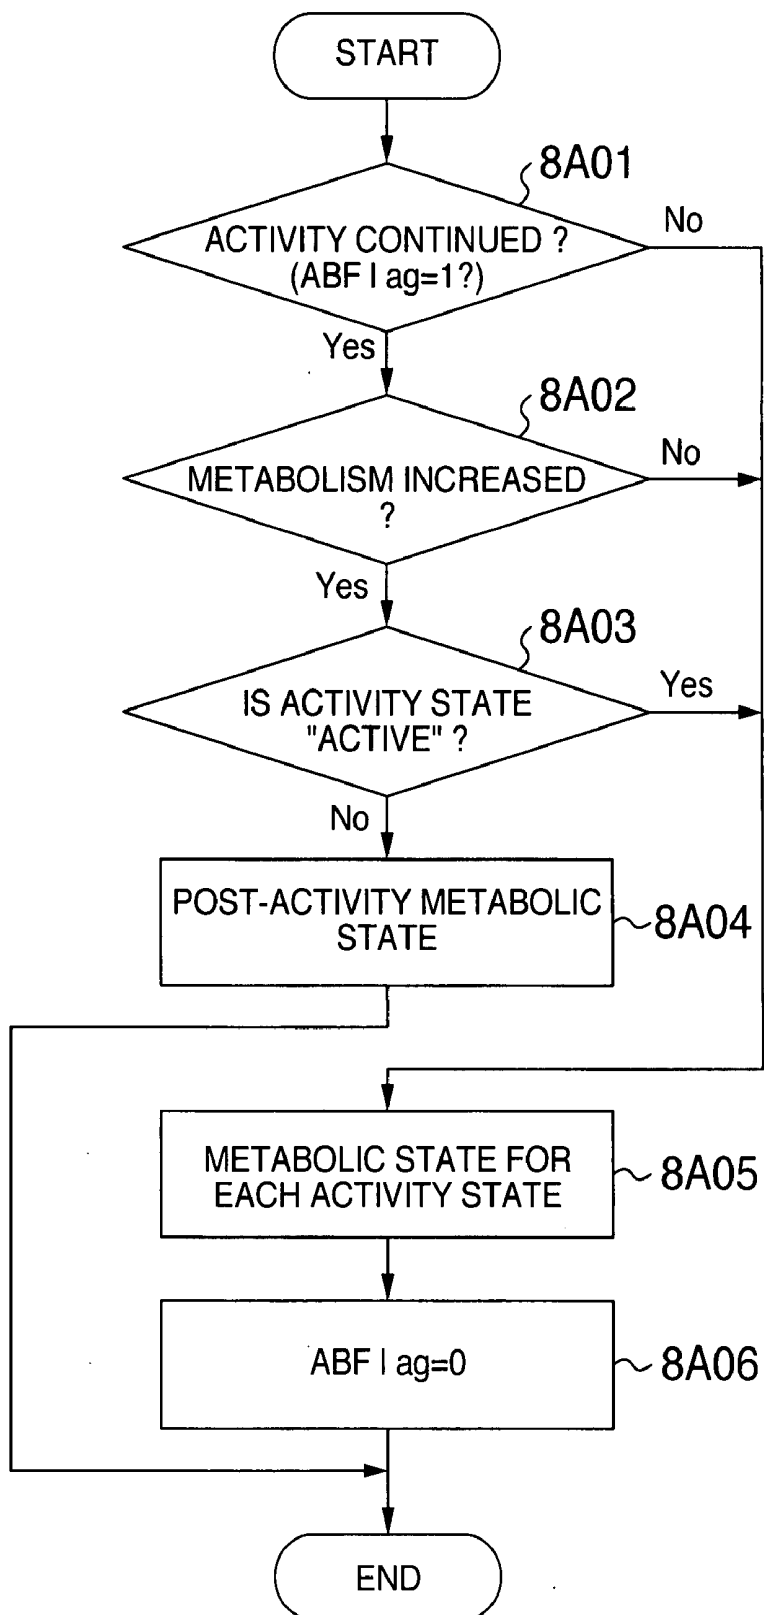 START
8A01
ACTIVITY CONTINUED ?
(ABF l ag=1?)
No
Yes
8A02
METABOLISM INCREASED
?
No
Yes
8A03
IS ACTIVITY STATE
"ACTIVE" ?
Yes
No
POST-ACTIVITY METABOLIC
STATE
8A04
METABOLIC STATE FOR
EACH ACTIVITY STATE
8A05
ABF l ag=0
8A06
END